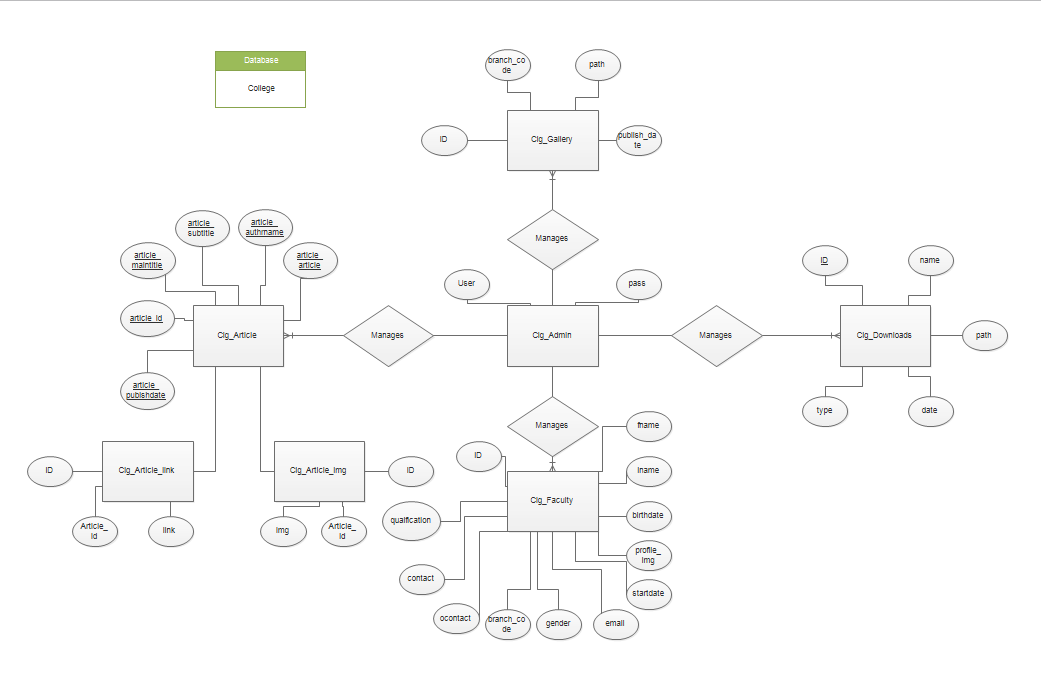 Database
College
branch_co
de
path
ID
Clg_Gallery
publish_da
te
Manages
article_
subtitle
article_
authrname
article_
maintitle
article_
article
article_id
Clg_Article
article_
publshdate
Manages
User
pass
Clg_Admin
Manages
ID
name
Clg_Downloads
path
type
date
Manages
ID
Clg_Article_link
Article_
id
link
Clg_Article_img
ID
img
Article_
id
ID
fname
lname
Clg_Faculty
qualification
birthdate
profile_
img
contact
startdate
ocontact
branch_co
de
gender
email